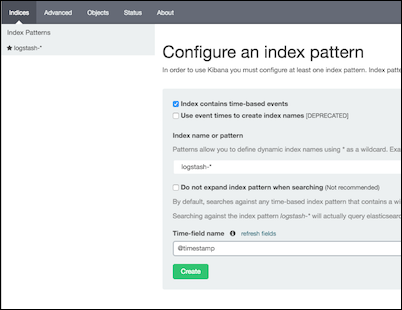 Indices Advanced Objects Status About
Index Patterns
logstash-*
Configure an index pattern
In order to use Kibana you must configure at least one index pattern. Index patte
Index contains time-based events
Use event times to create index names [DEPRECATED]
Index name or pattern
Patterns allow you to define dynamic index names using * as a wildcard. Exa
logstash-*
Do not expand index pattern when searching (Not recommended)
By default, searches against any time-based index pattern that contains a wi
Searching against the index pattern logstash-* will actually query elasticsear
Time-field name refresh fields
@timestamp
Create